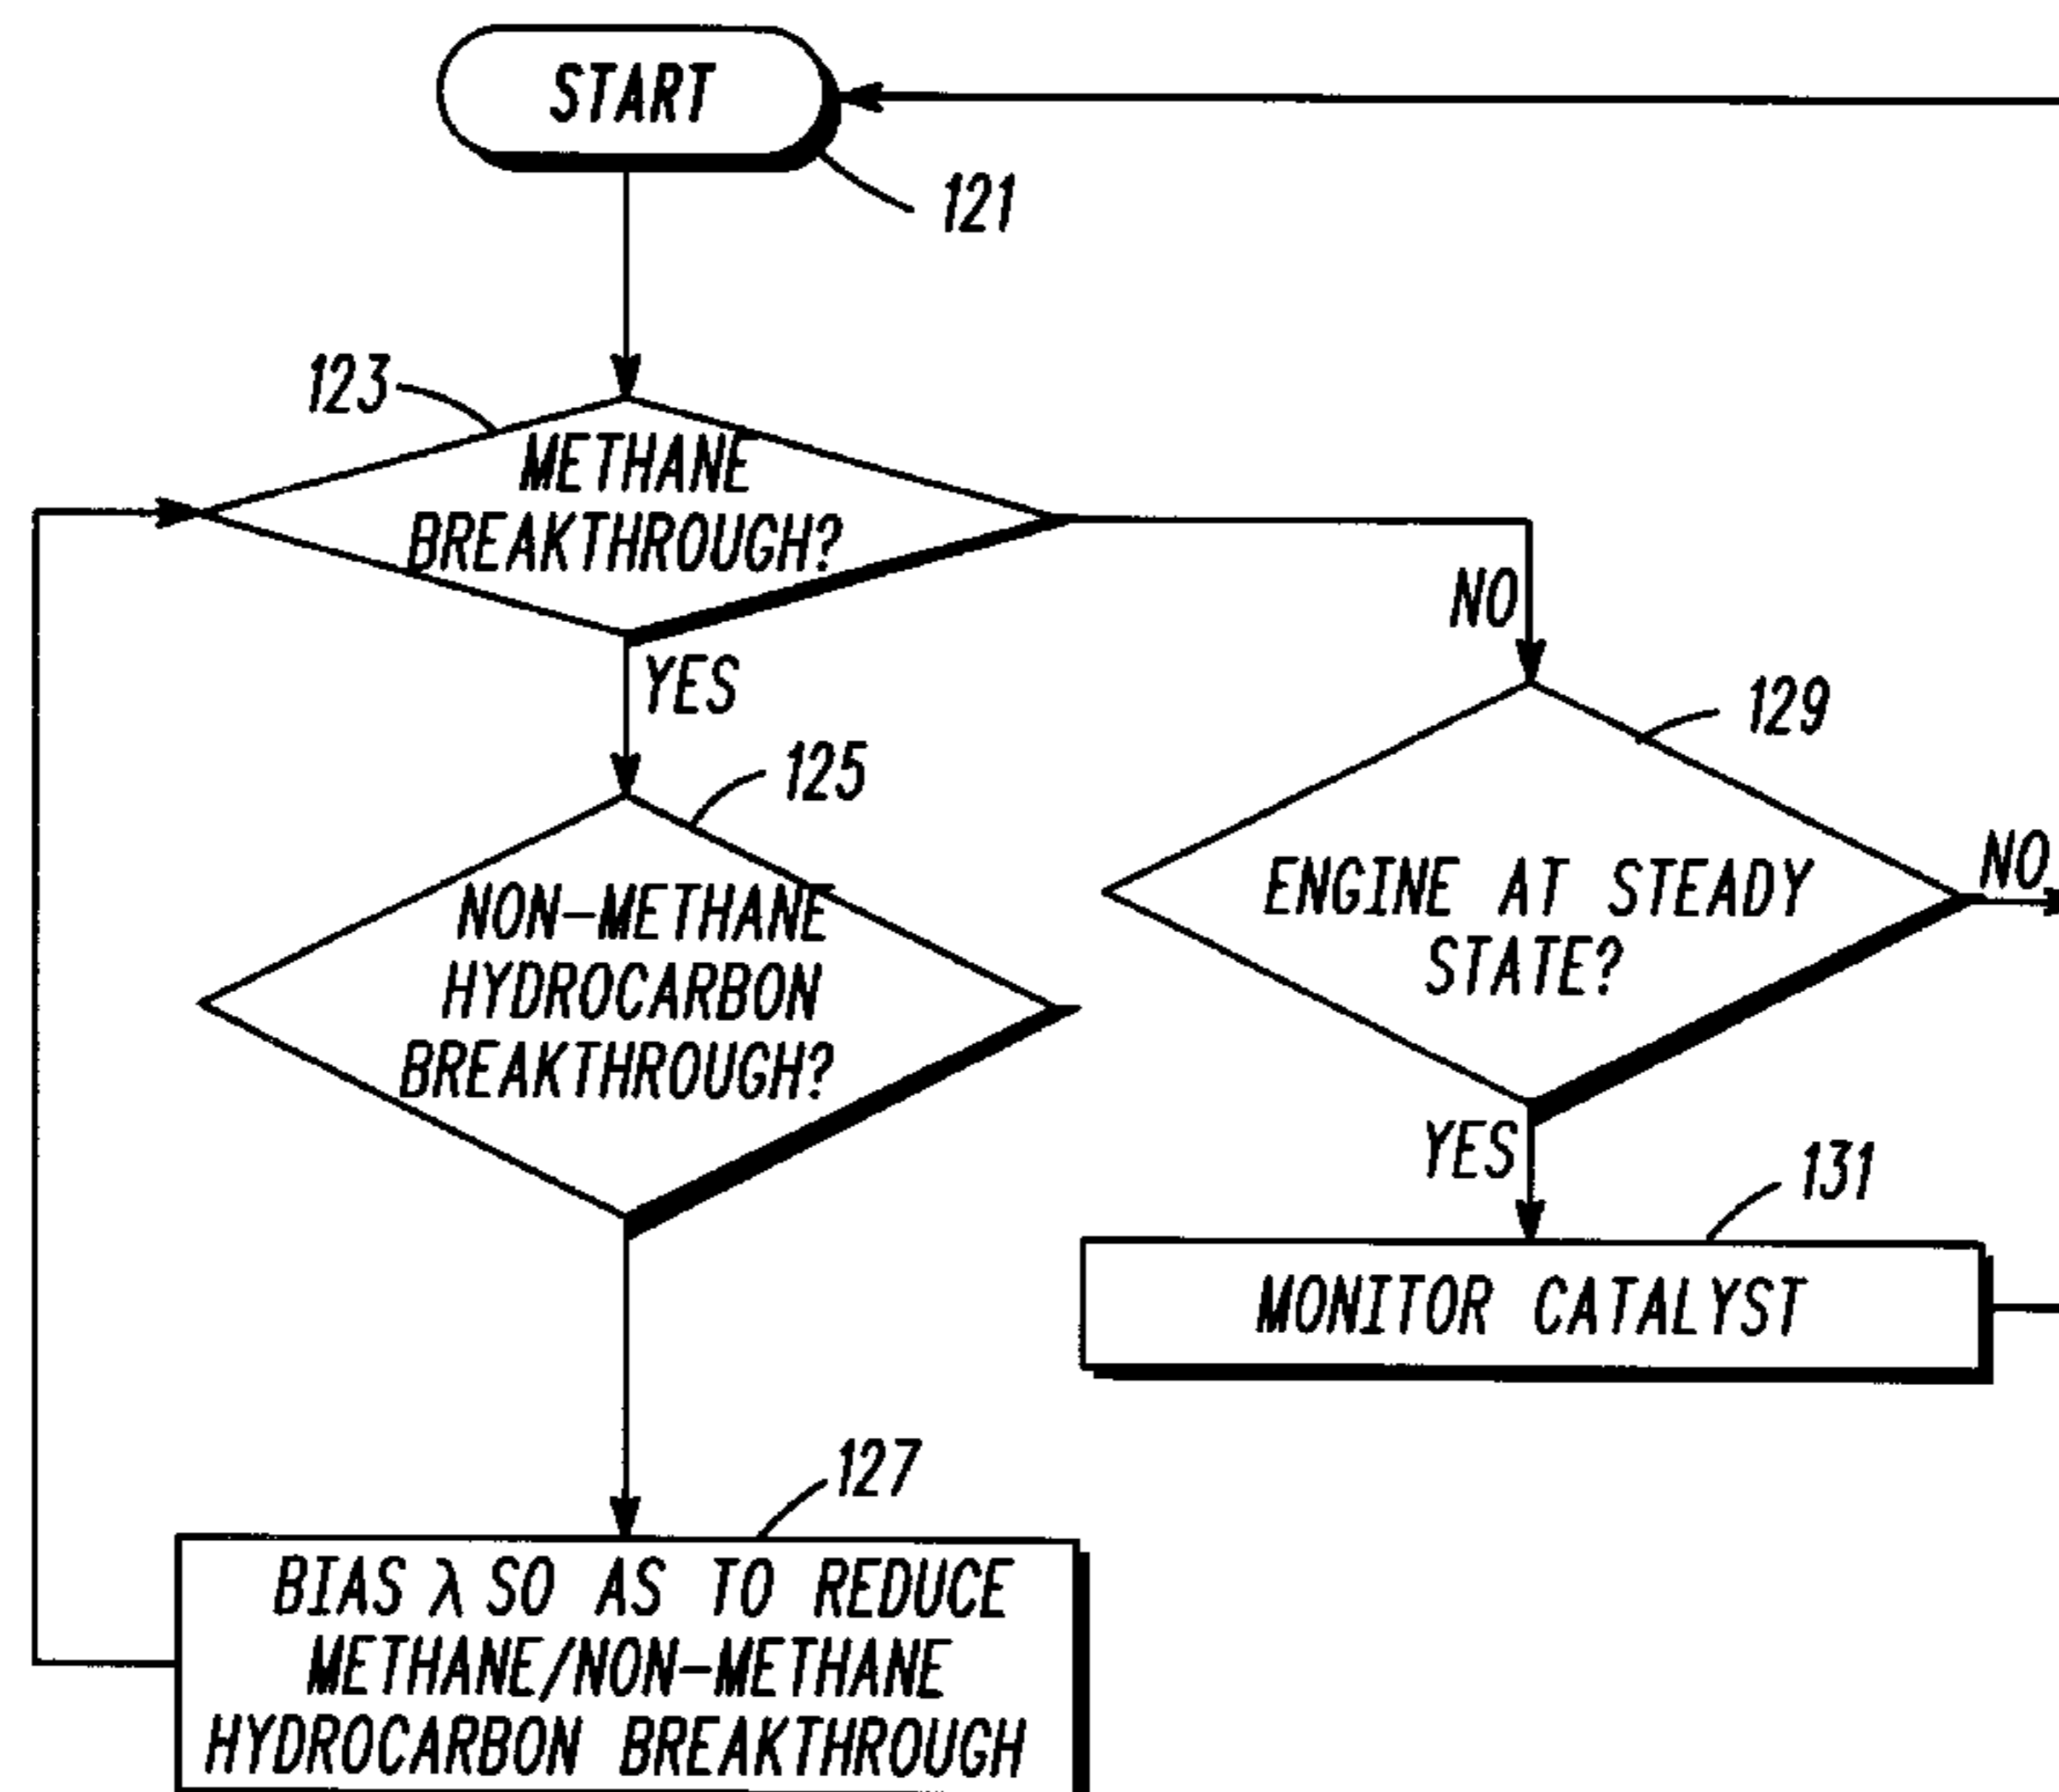 START
121
123
METHANE
BREAKTHROUGH?
NO
YES
129
125
NON-METHANE
HYDROCARBON
BREAKTHROUGH?
ENGINE AT STEADY
STATE?
NO
YES
131
MONITOR CATALYST
127
BIAS λ SO AS TO REDUCE
METHANE/NON-METHANE
HYDROCARBON BREAKTHROUGH